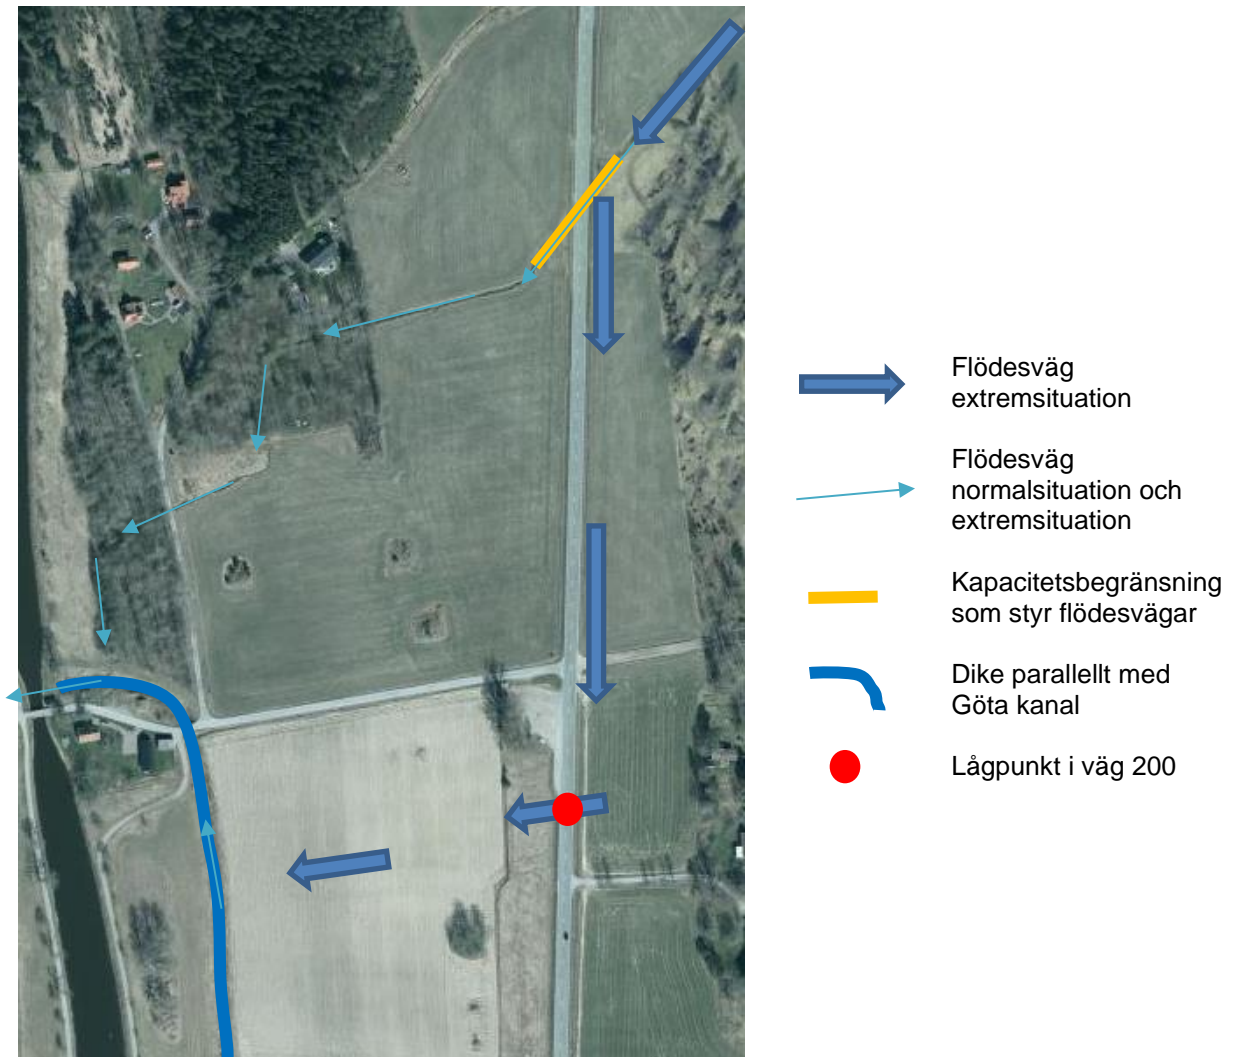 Flödesväg
extremsituation
Flödesväg
normalsituation och
extremsituation
Kapacitetsbegränsning
som styr flödesvägar
Dike parallellt med
Göta kanal
Lågpunkt i väg 200